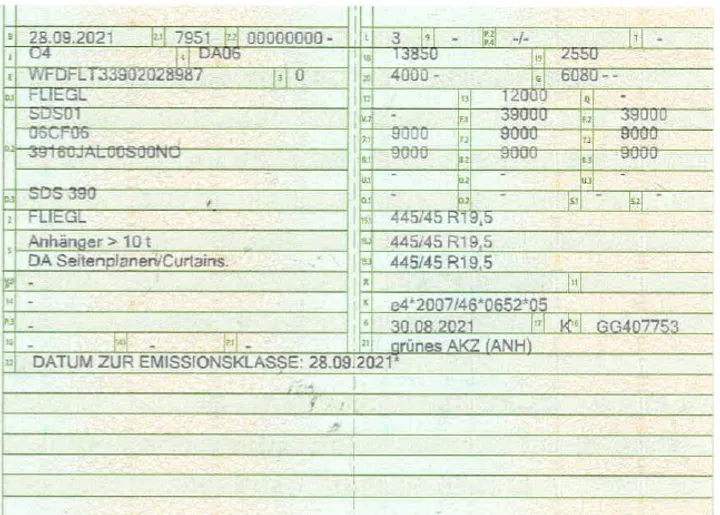 B 28.09.2021 2.1 7951 2.2 00000000 -
J O4 4 DA06
E WFDFLT33902028987 3 0
D.1 FLIEGL
SDS01
06CF06
D.2 39160JAL00S00NO
D.3 SDS 390
2 FLIEGL
5 Anhänger > 10 t
DA Seitenplanen/Curtains.
-
14 -
P.3 -
10 - 14.1 - P.1 -
22 DATUM ZUR EMISSIONSKLASSE: 28.09.2021*
L 3 9 - P.2 P.4 -/- T -
18 13850 19 2550
20 4000 - G 6080 - -
12 13 12000 Q -
V.7 - F.1 39000 F.2 39000
7.1 9000 7.2 9000 7.3 9000
8.1 9000 8.2 9000 8.3 9000
U.1 - U.2 - U.3 -
O.1 - O.2 - S.1 - S.2 -
15.1 445/45 R19,5
15.2 445/45 R19,5
15.3 445/45 R19,5
R 11
K e4*2007/46*0652*05
6 30.08.2021 17 K 16 GG407753
21 grünes AKZ (ANH)